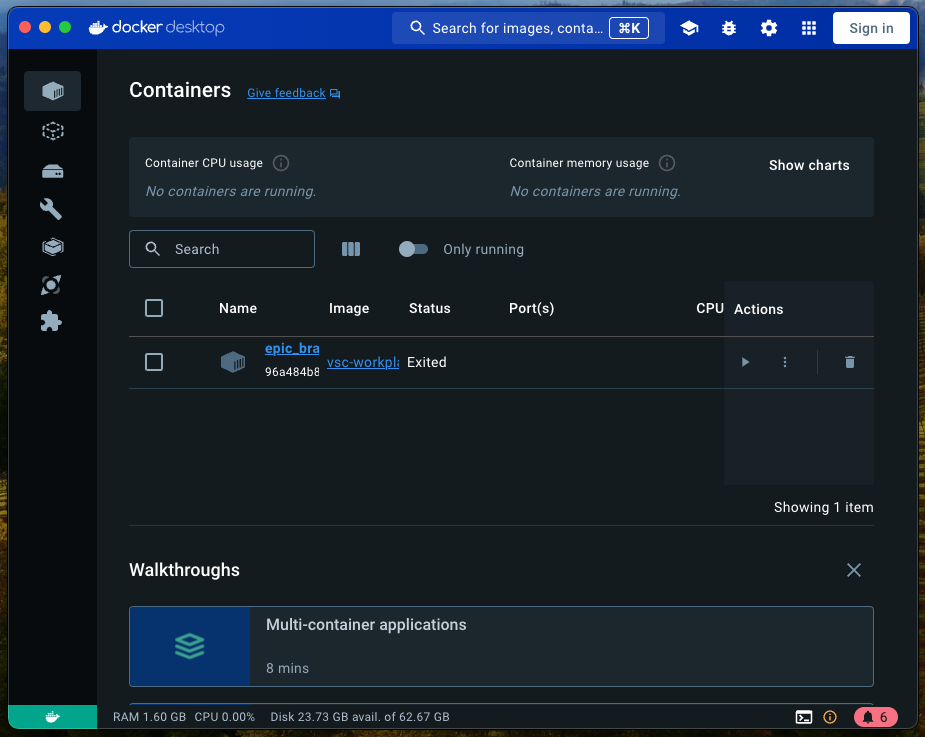 docker desktop
Search for images, conta... ⌘K
Sign in
Containers
Give feedback
Container CPU usage
No containers are running.
Container memory usage
No containers are running.
Show charts
Search
Only running
Name Image Status Port(s) CPU Actions
epic_bra
96a484b8
vsc-workpla
Exited
Showing 1 item
Walkthroughs
Multi-container applications
8 mins
RAM 1.60 GB CPU 0.00% Disk 23.73 GB avail. of 62.67 GB
6